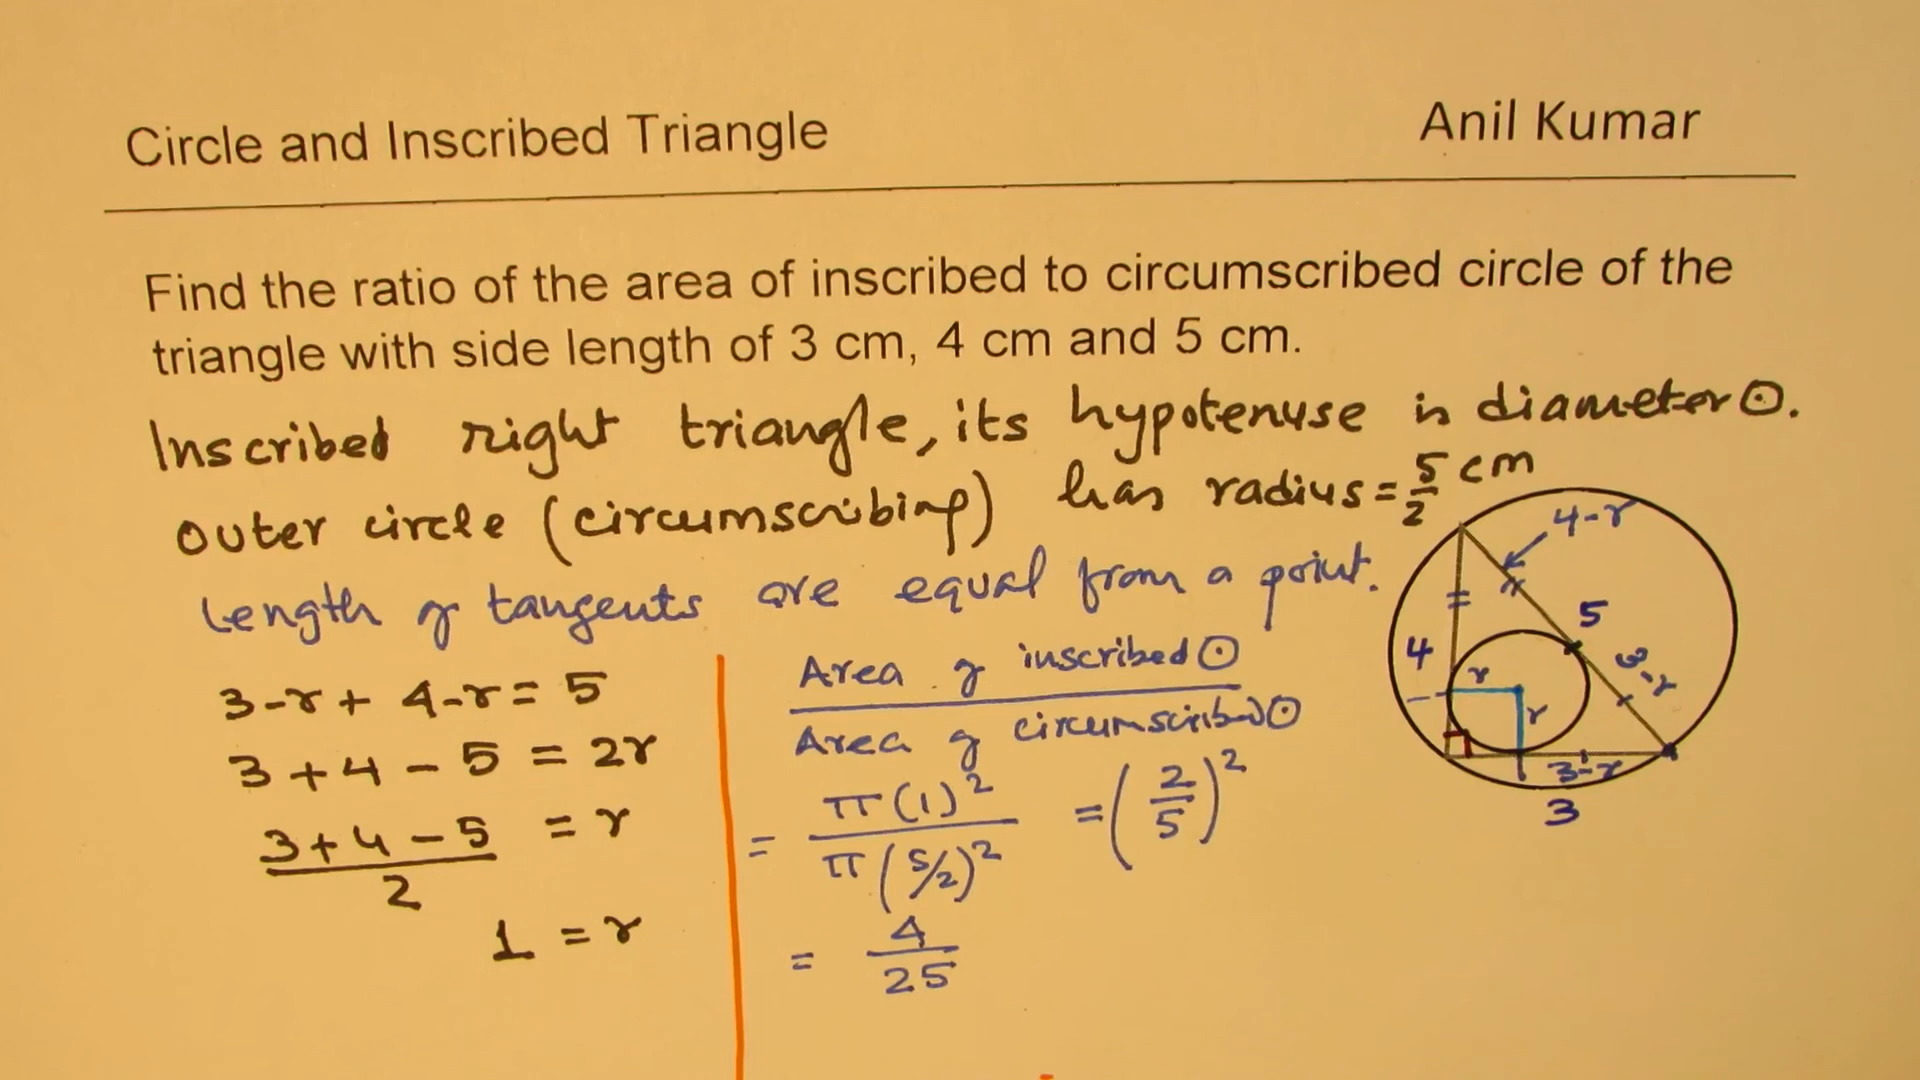 Circle and Inscribed Triangle
Anil Kumar
Find the ratio of the area of inscribed to circumscribed circle of the
triangle with side length of 3 cm, 4 cm and 5 cm.
Inscribed right triangle, its hypotenuse is diameter ⊙.
Outer circle (circumscribing) has radius = 5/2 cm
Length of tangents are equal from a point.
3-r + 4-r = 5
3 + 4 - 5 = 2r
(3 + 4 - 5)/2 = r
1 = r
Area of inscribed ⊙
Area of circumscribed ⊙
= π(1)²/π(5/2)² = (2/5)²
= 4/25
4-r
5
4
3-r
r
r
3-r
3